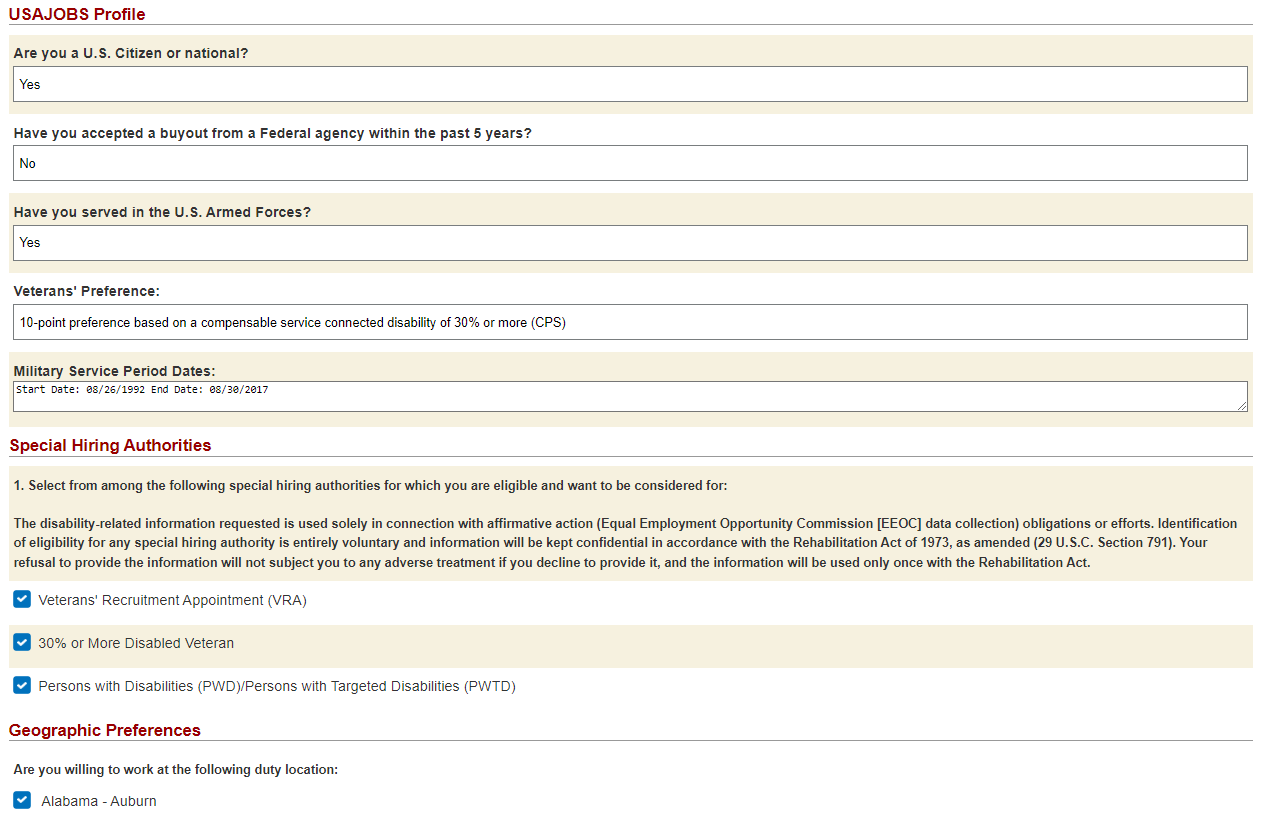 USAJOBS Profile
Are you a U.S. Citizen or national?
Yes
Have you accepted a buyout from a Federal agency within the past 5 years?
No
Have you served in the U.S. Armed Forces?
Yes
Veterans' Preference:
10-point preference based on a compensable service connected disability of 30% or more (CPS)
Military Service Period Dates:
Start Date: 08/26/1992 End Date: 08/30/2017
Special Hiring Authorities
1. Select from among the following special hiring authorities for which you are eligible and want to be considered for:
The disability-related information requested is used solely in connection with affirmative action (Equal Employment Opportunity Commission [EEOC] data collection) obligations or efforts. Identification
of eligibility for any special hiring authority is entirely voluntary and information will be kept confidential in accordance with the Rehabilitation Act of 1973, as amended (29 U.S.C. Section 791). Your
refusal to provide the information will not subject you to any adverse treatment if you decline to provide it, and the information will be used only once with the Rehabilitation Act.
Veterans' Recruitment Appointment (VRA)
30% or More Disabled Veteran
Persons with Disabilities (PWD)/Persons with Targeted Disabilities (PWTD)
Geographic Preferences
Are you willing to work at the following duty location:
Alabama - Auburn